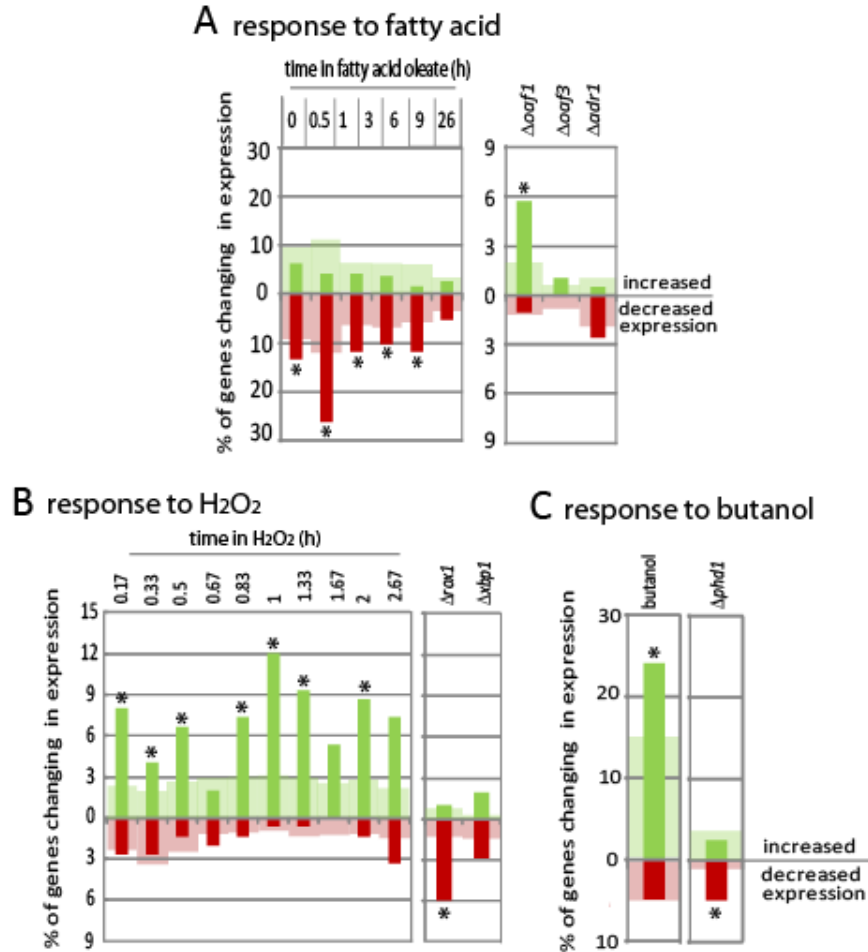 A response to fatty acid
time in fatty acid oleate (h)
0 0.5 1 3 6 9 26
Δoaf1 Δoaf3 Δadr1
% of genes changing in expression
30
20
10
0
10
20
30
*
*
*
*
*
9
6
3
0
3
6
9
*
increased
decreased
expression
B response to H2O2
time in H2O2 (h)
0.17 0.33 0.5 0.67 0.83 1 1.33 1.67 2 2.67
Δrox1 Δxbp1
% of genes changing in expression
15
12
9
6
3
0
3
6
9
*
*
*
*
*
*
*
*
C response to butanol
butanol
Δphd1
% of genes changing in expression
30
20
10
0
10
*
*
increased
decreased
expression